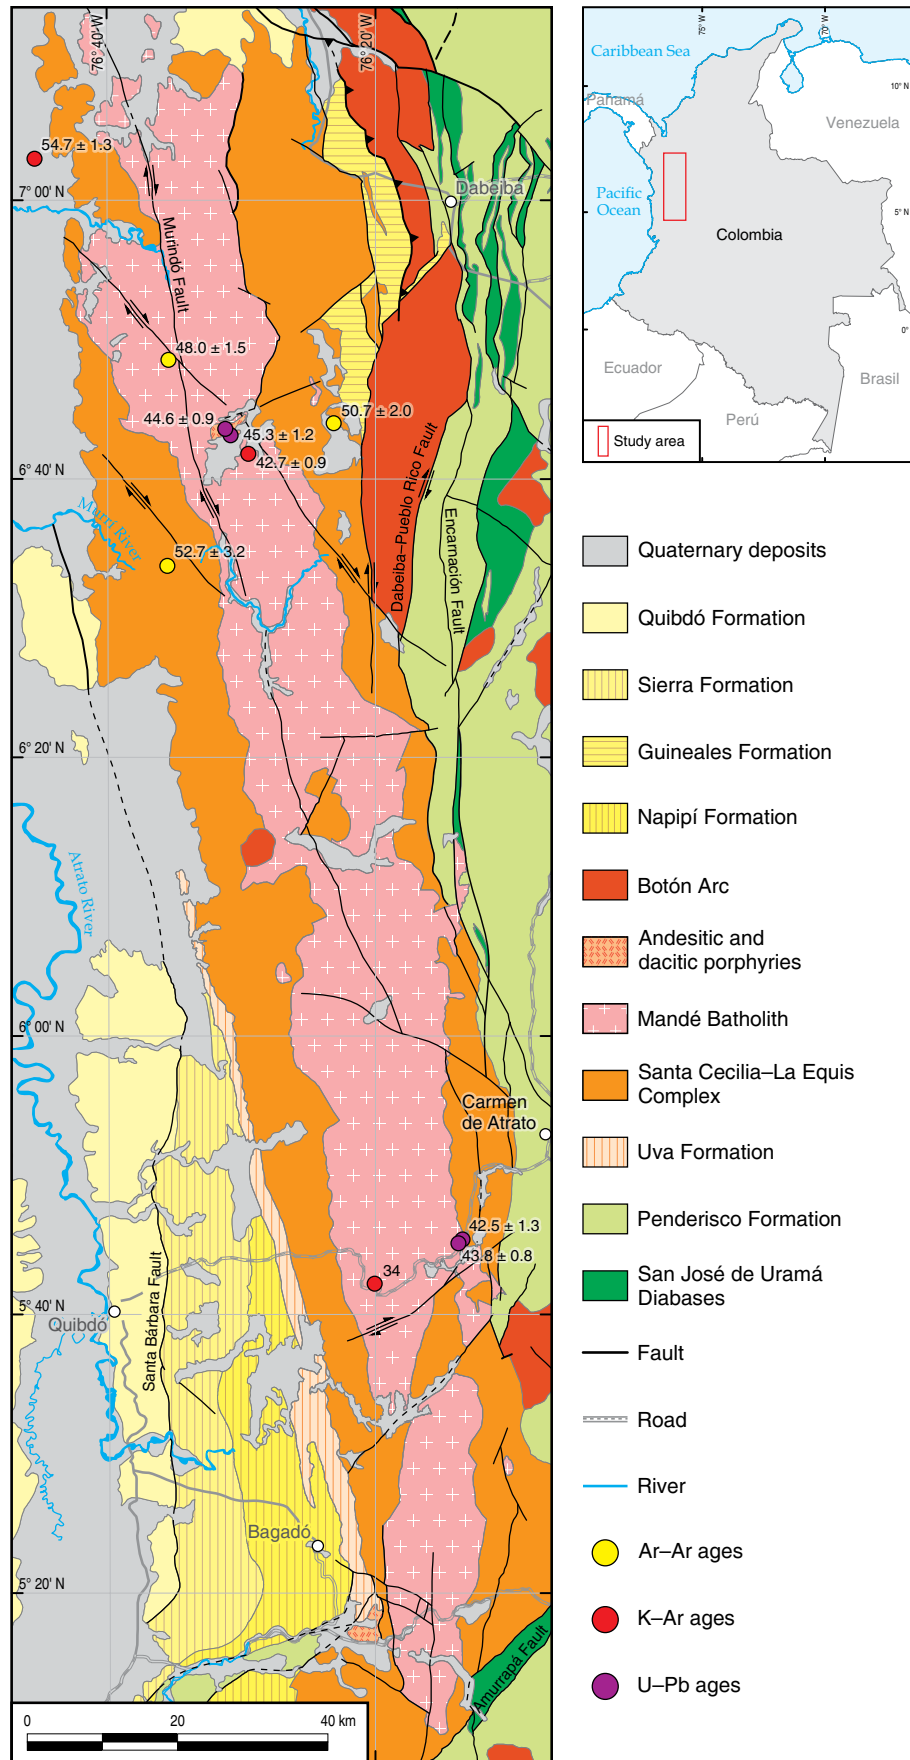 76° 40' W
76° 20' W
54.7 ± 1.3
7° 00' N
Dabeiba
Murindó Fault
48.0 ± 1.5
44.6 ± 0.9
45.3 ± 1.2
42.7 ± 0.9
50.7 ± 2.0
6° 40' N
Murrí River
52.7 ± 3.2
Dabeiba–Pueblo Rico Fault
Encarnación Fault
6° 20' N
Atrato River
6° 00' N
Carmen
de Atrato
42.5 ± 1.3
43.8 ± 0.8
34
5° 40' N
Quibdó
Santa Bárbara Fault
Bagadó
5° 20' N
Amurrapá Fault
0
20
40 km
75° W
70° W
Caribbean Sea
10° N
Panamá
Venezuela
Pacific
Ocean
5° N
Colombia
0°
Ecuador
Brasil
Perú
Study area
Quaternary deposits
Quibdó Formation
Sierra Formation
Guineales Formation
Napipí Formation
Botón Arc
Andesitic and
dacitic porphyries
Mandé Batholith
Santa Cecilia–La Equis
Complex
Uva Formation
Penderisco Formation
San José de Uramá
Diabases
Fault
Road
River
Ar–Ar ages
K–Ar ages
U–Pb ages